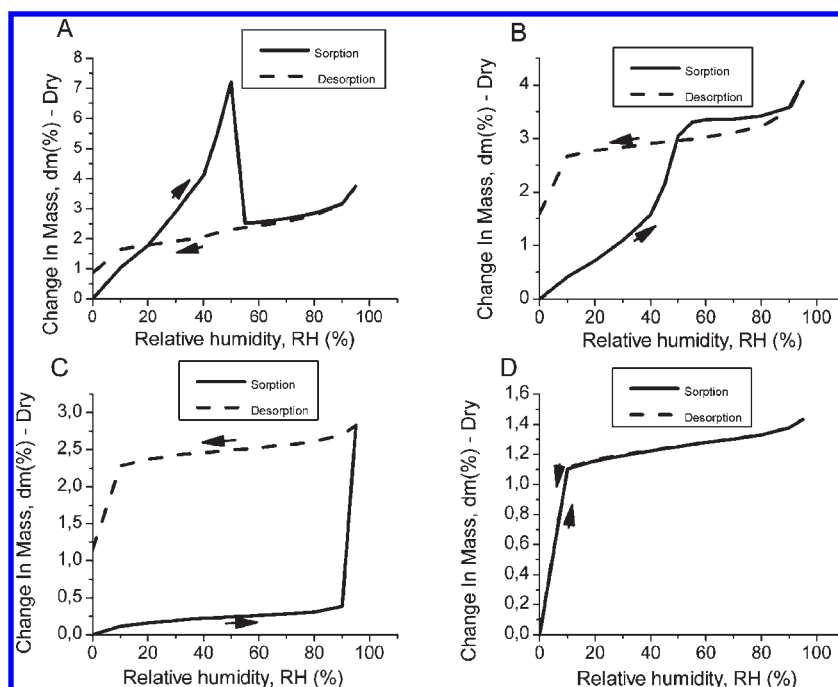 A
Sorption
Desorption
8
7
6
5
4
3
2
1
0
0 20 40 60 80 100
Change In Mass, dm(%) - Dry
Relative humidity, RH (%)
B
Sorption
Desorption
4
3
2
1
0
0 20 40 60 80 100
Change In Mass, dm(%) - Dry
Relative humidity, RH (%)
C
Sorption
Desorption
3,0
2,5
2,0
1,5
1,0
0,5
0,0
0 20 40 60 80 100
Change In Mass, dm(%) - Dry
Relative humidity, RH (%)
D
Sorption
Desorption
1,6
1,4
1,2
1,0
0,8
0,6
0,4
0,2
0,0
0 20 40 60 80 100
Change In Mass, dm(%) - Dry
Relative humidity, RH (%)